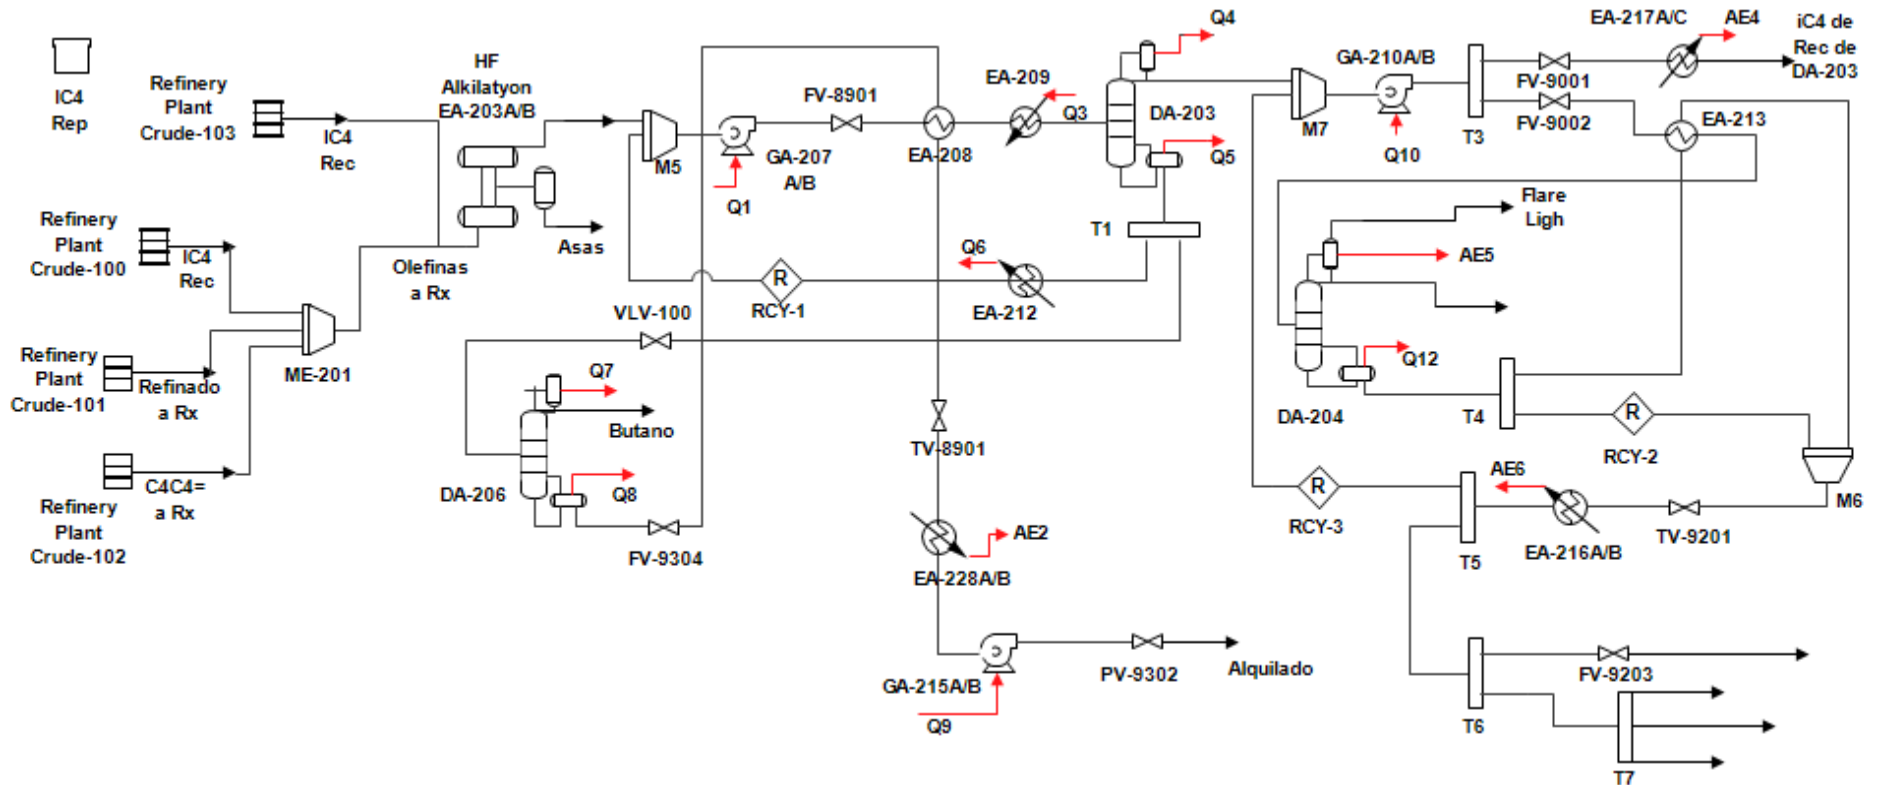 IC4
Rep
Refinery
Plant
Crude-103
IC4
Rec
HF
Alkilatyon
EA-203A/B
Refinery
Plant
Crude-100
IC4
Rec
Olefinas
a Rx
Asas
Refinery
Plant
Crude-101
Refinado
a Rx
ME-201
Refinery
Plant
Crude-102
C4C4=
a Rx
M5
GA-207
A/B
Q1
FV-8901
EA-208
EA-209
Q3
Q4
DA-203
Q5
T1
Q6
EA-212
R
RCY-1
VLV-100
Q7
Butano
DA-206
Q8
FV-9304
TV-8901
AE2
EA-228A/B
GA-215A/B
Q9
PV-9302
Alquilado
M7
GA-210A/B
Q10
T3
FV-9001
FV-9002
EA-217A/C
AE4
iC4 de
Rec de
DA-203
EA-213
Flare
Ligh
AE5
Q12
DA-204
T4
R
RCY-2
M6
TV-9201
AE6
EA-216A/B
T5
R
RCY-3
T6
FV-9203
T7